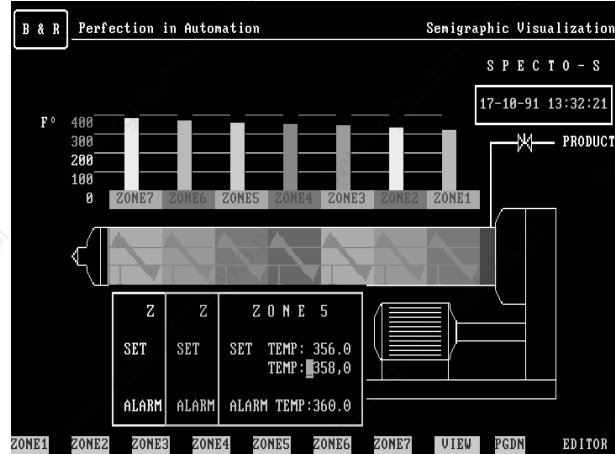 B & R Perfection in Automation Semigraphic Visualization
S P E C T O - S
17-10-91 13:32:21
F° 400
300
200
100
0
PRODUCT
ZONE7 ZONE6 ZONE5 ZONE4 ZONE3 ZONE2 ZONE1
Z Z Z O N E 5
SET SET SET TEMP: 356.0
TEMP: 358,0
ALARM ALARM ALARM TEMP:360.0
ZONE1 ZONE2 ZONE3 ZONE4 ZONE5 ZONE6 ZONE7 VIEW PGDN EDITOR